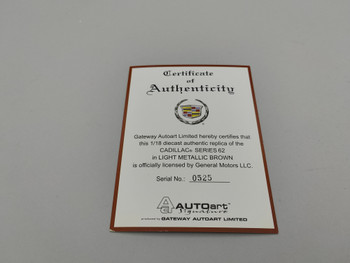 Certificate
of
Authenticity
Gateway Autoart Limited hereby certifies that
this 1/18 diecast authentic replica of the
CADILLAC® SERIES 62
in LIGHT METALLIC BROWN
is officially licensed by General Motors LLC.
Serial No.: 0525
AUTOart
Signature
GATEWAY AUTOART LIMITED